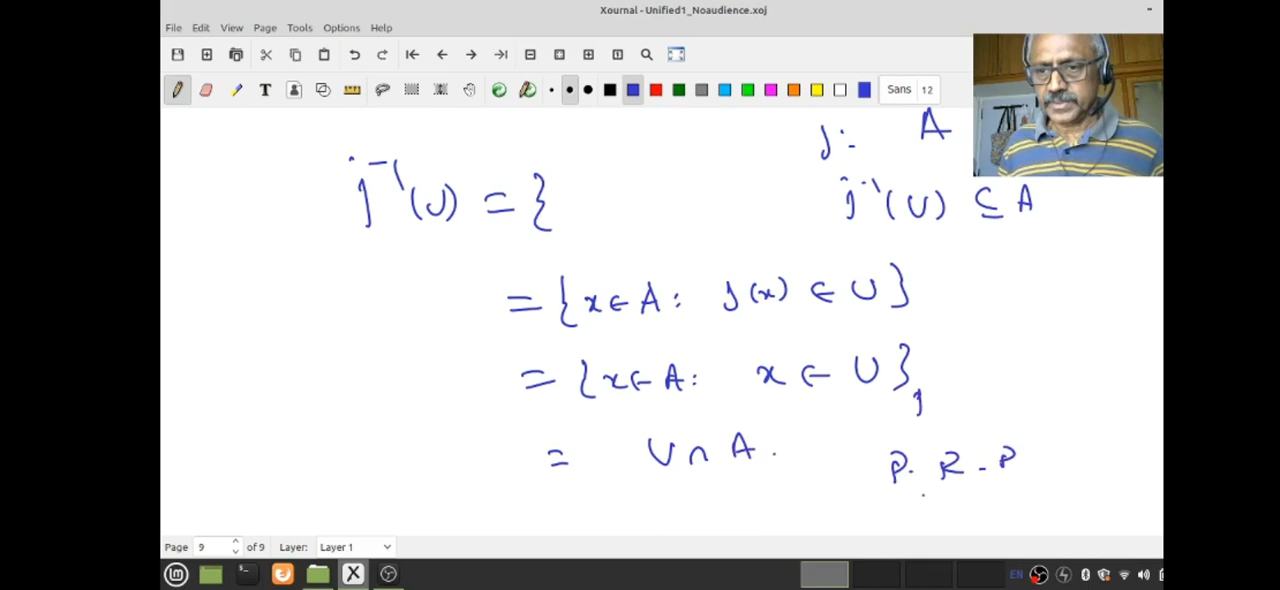 Xournal - Unified1_Noaudience.xoj
File Edit View Page Tools Options Help
Sans 12
j: A
j⁻¹(U) = {
j⁻¹(U) ⊆ A
= {x ∈ A: j(x) ∈ U}
= {x ∈ A: x ∈ U},
= U ∩ A.
P. R. P
Page 9 of 9 Layer: Layer 1
EN